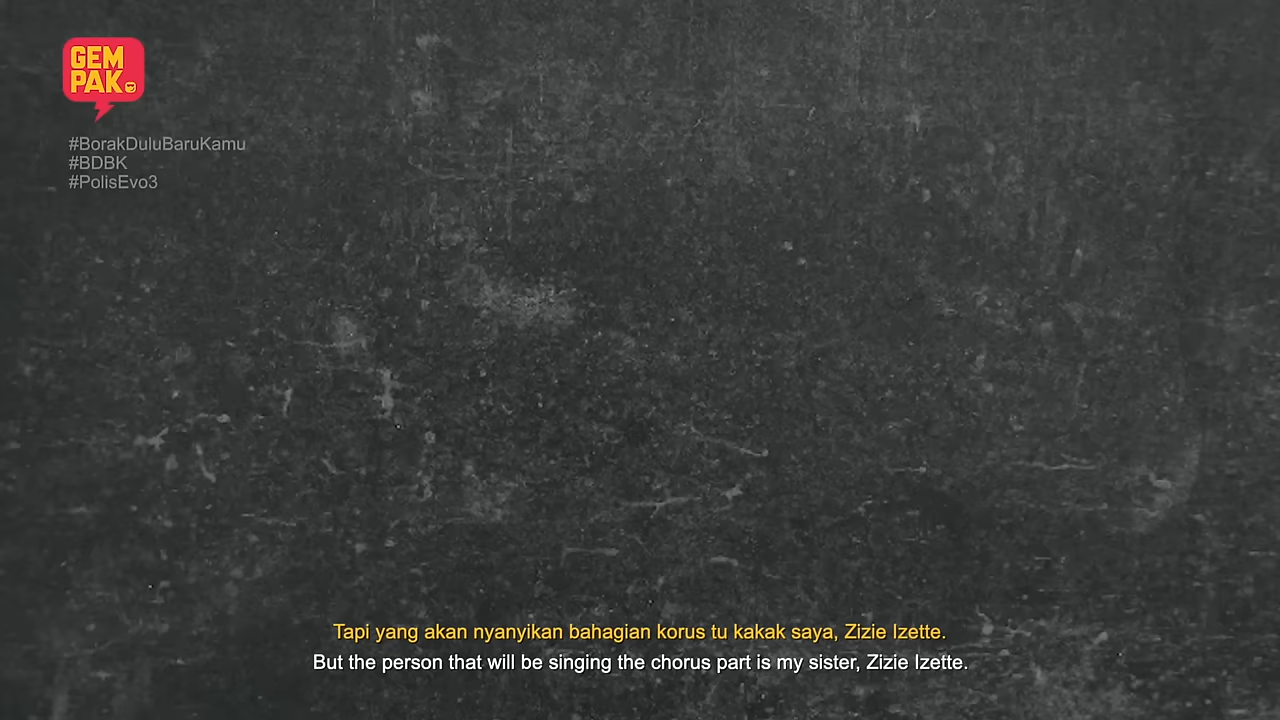 GEM
PAK
#BorakDuluBaruKamu
#BDBK
#PolisEvo3
Tapi yang akan nyanyikan bahagian korus tu kakak saya, Zizie Izette.
But the person that will be singing the chorus part is my sister, Zizie Izette.